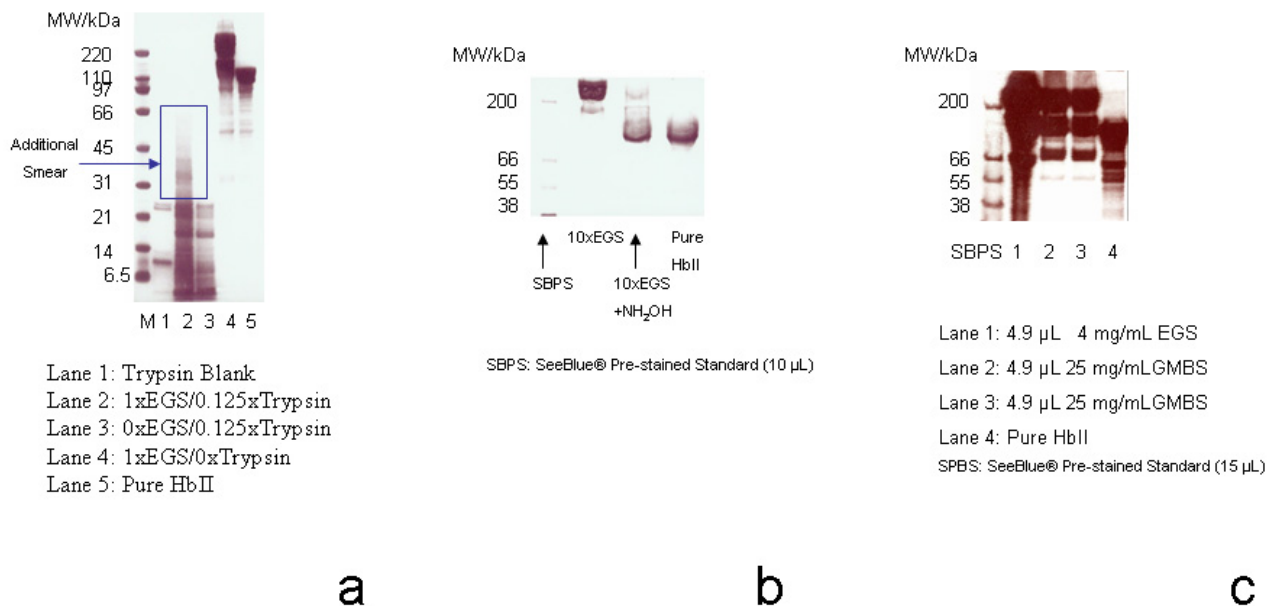 MW/kDa
220
110
97
66
45
31
21
14
6.5
Additional
Smear
M 1 2 3 4 5
Lane 1: Trypsin Blank
Lane 2: 1xEGS/0.125xTrypsin
Lane 3: 0xEGS/0.125xTrypsin
Lane 4: 1xEGS/0xTrypsin
Lane 5: Pure HbII
a
MW/kDa
200
66
55
38
10xEGS
Pure
HbII
SBPS
10xEGS
+NH₂OH
SBPS: SeeBlue® Pre-stained Standard (10 µL)
b
MW/kDa
200
66
55
38
SBPS 1 2 3 4
Lane 1: 4.9 µL 4 mg/mL EGS
Lane 2: 4.9 µL 25 mg/mLGMBS
Lane 3: 4.9 µL 25 mg/mLGMBS
Lane 4: Pure HbII
SPBS: SeeBlue® Pre-stained Standard (15 µL)
c